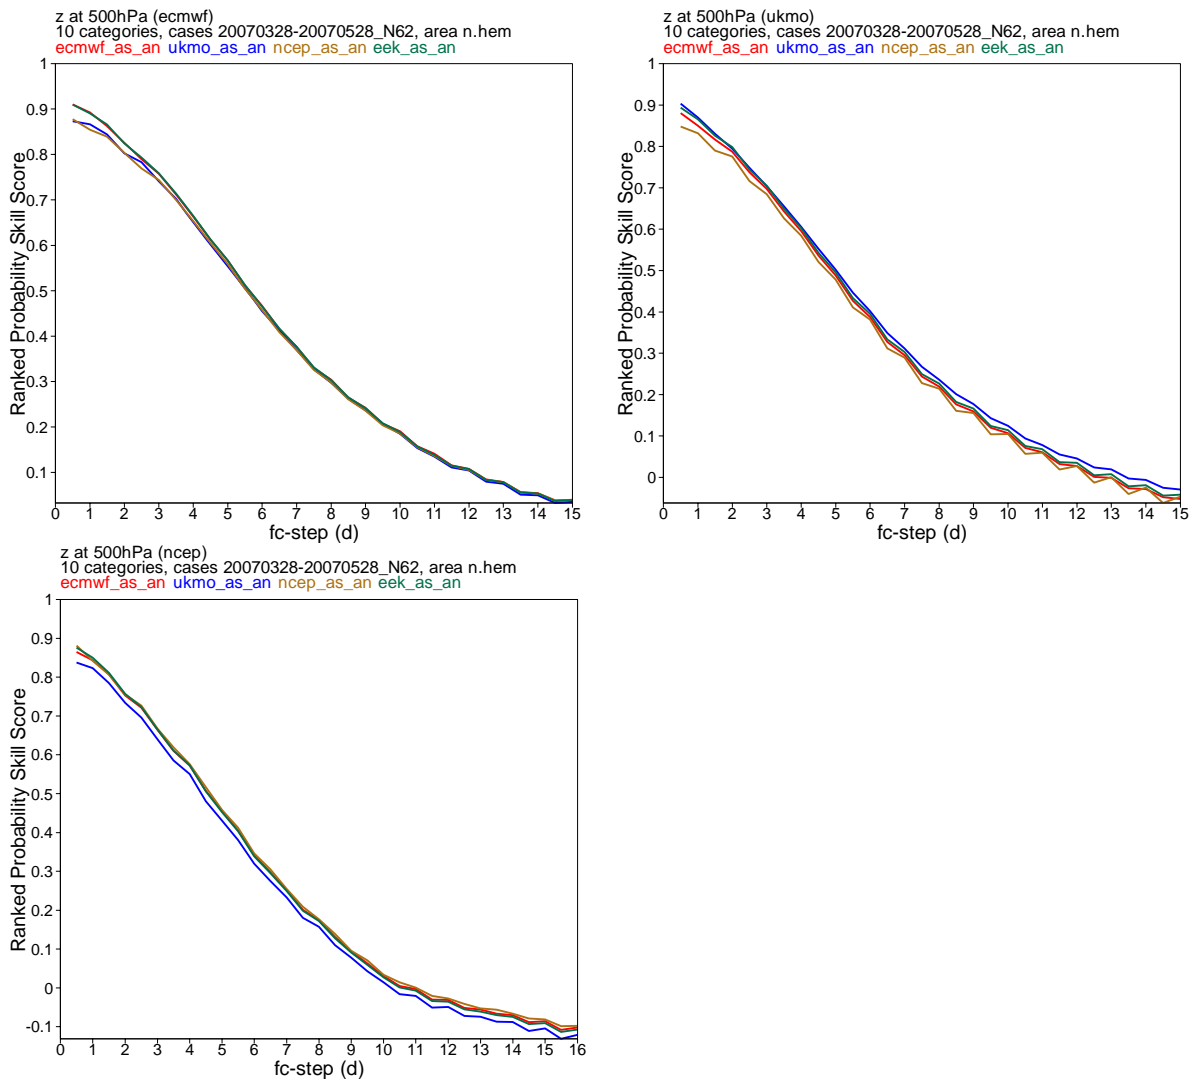 z at 500hPa (ecmwf)
10 categories, cases 20070328-20070528_N62, area n.hem
ecmwf_as_an ukmo_as_an ncep_as_an eek_as_an
Ranked Probability Skill Score
1
0.9
0.8
0.7
0.6
0.5
0.4
0.3
0.2
0.1
0 1 2 3 4 5 6 7 8 9 10 11 12 13 14 15
fc-step (d)
z at 500hPa (ukmo)
10 categories, cases 20070328-20070528_N62, area n.hem
ecmwf_as_an ukmo_as_an ncep_as_an eek_as_an
Ranked Probability Skill Score
1
0.9
0.8
0.7
0.6
0.5
0.4
0.3
0.2
0.1
0
0 1 2 3 4 5 6 7 8 9 10 11 12 13 14 15
fc-step (d)
z at 500hPa (ncep)
10 categories, cases 20070328-20070528_N62, area n.hem
ecmwf_as_an ukmo_as_an ncep_as_an eek_as_an
Ranked Probability Skill Score
1
0.9
0.8
0.7
0.6
0.5
0.4
0.3
0.2
0.1
0
-0.1
0 1 2 3 4 5 6 7 8 9 10 11 12 13 14 15 16
fc-step (d)